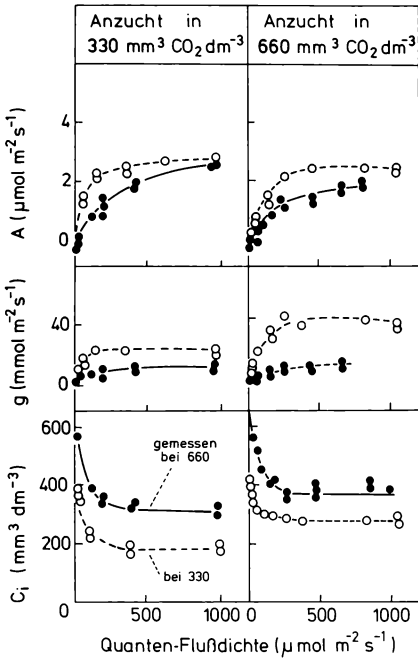 Anzucht in
330 mm³ CO₂ dm⁻³
Anzucht in
660 mm³ CO₂ dm⁻³
A (µmol m⁻² s⁻¹)
4
2
0
g (mmol m⁻² s⁻¹)
40
0
Cᵢ (mm³ dm⁻³)
600
400
200
0
gemessen
bei 660
bei 330
500
1000
0
500
1000
Quanten-Flußdichte (µ mol m⁻² s⁻¹)